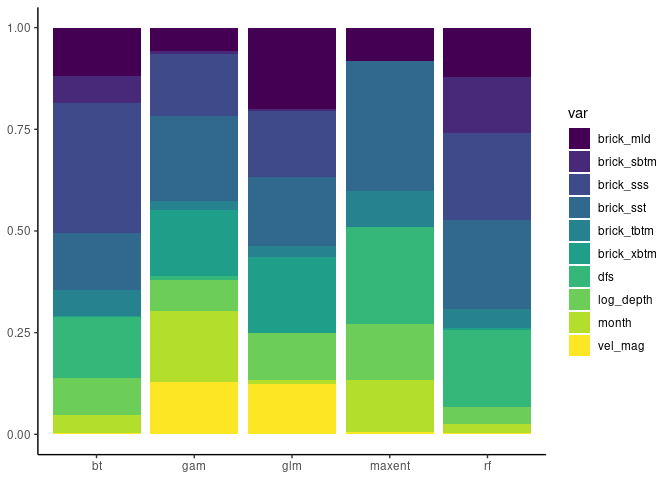 1.00
0.75
0.50
0.25
0.00
bt gam glm maxent rf
var
brick_mld
brick_sbtm
brick_sss
brick_sst
brick_tbtm
brick_xbtm
dfs
log_depth
month
vel_mag